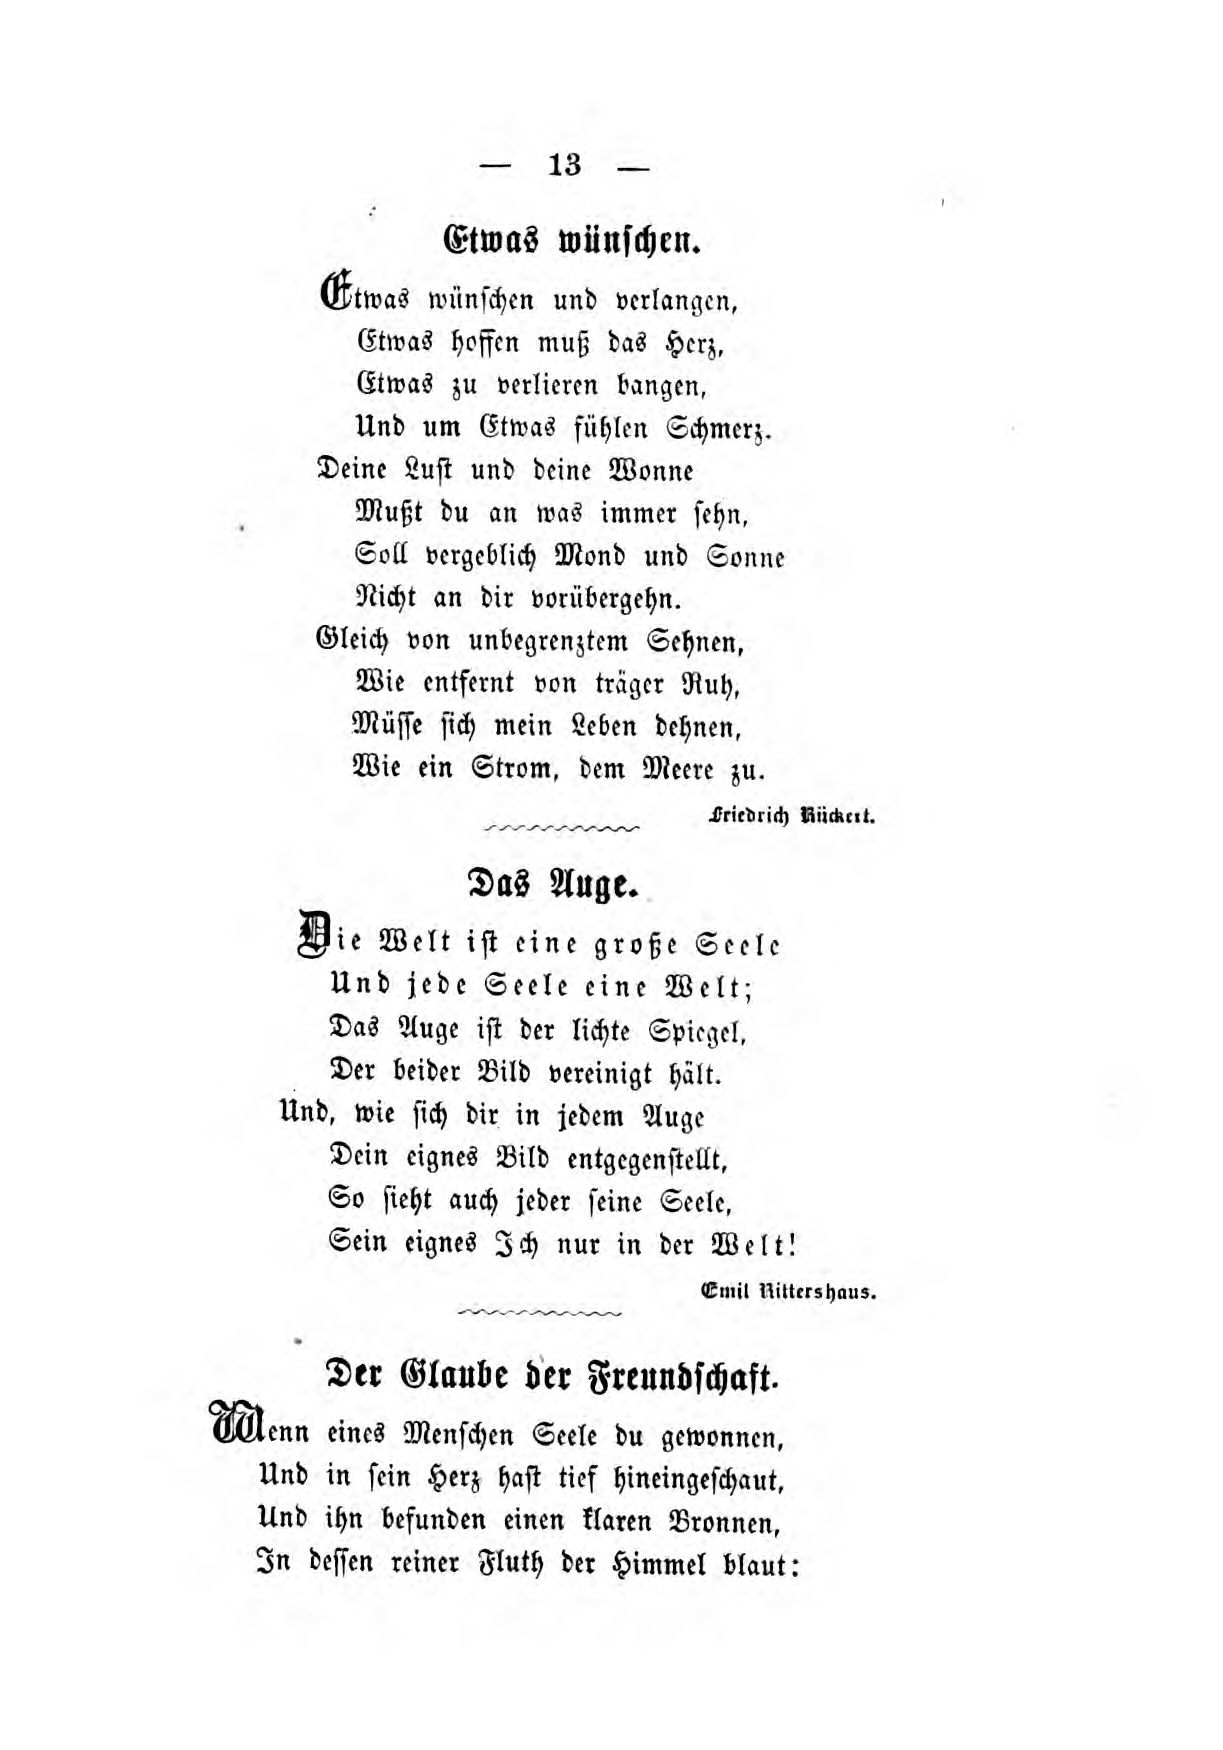 — 13 —
Etwas wünſchen.
Etwas wünſchen und verlangen,
Etwas hoffen muß das Herz,
Etwas zu verlieren bangen,
Und um Etwas fühlen Schmerz.
Deine Luſt und deine Wonne
Mußt du an was immer ſehn,
Soll vergeblich Mond und Sonne
Nicht an dir vorübergehn.
Gleich von unbegrenztem Sehnen,
Wie entfernt von träger Ruh,
Müſſe ſich mein Leben dehnen,
Wie ein Strom, dem Meere zu.
Friedrich Rückert.
Das Auge.
Die Welt iſt eine große Seele
Und jede Seele eine Welt;
Das Auge iſt der lichte Spiegel,
Der beider Bild vereinigt hält.
Und, wie ſich dir in jedem Auge
Dein eignes Bild entgegenſtellt,
So ſieht auch jeder ſeine Seele,
Sein eignes Ich nur in der Welt!
Emil Rittershaus.
Der Glaube der Freundſchaft.
Wenn eines Menſchen Seele du gewonnen,
Und in ſein Herz haſt tief hineingeſchaut,
Und ihn befunden einen klaren Bronnen,
In deſſen reiner Fluth der Himmel blaut: